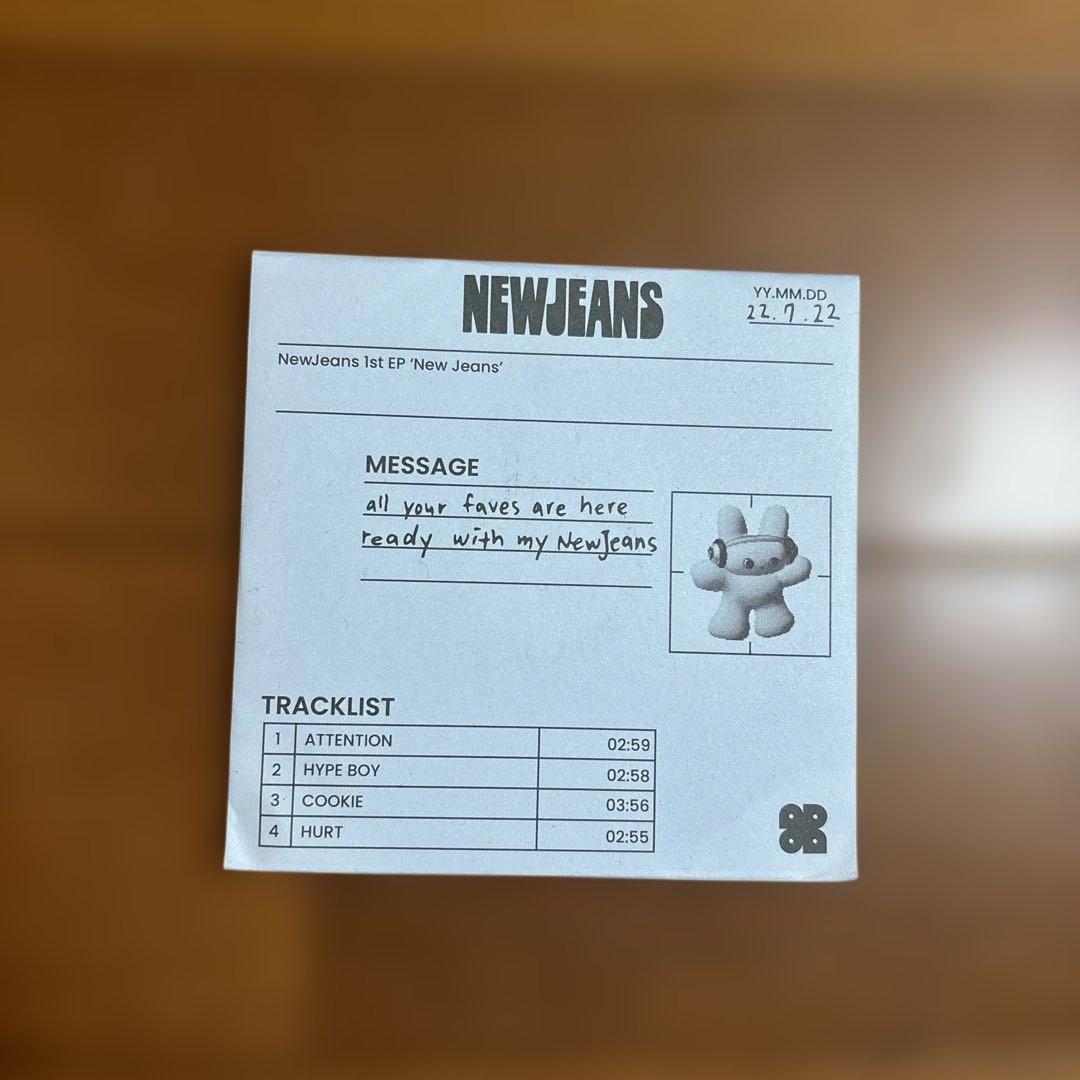 NEWJEANS
YY.MM.DD
22.7.22
NewJeans 1st EP ‘New Jeans’
MESSAGE
all your faves are here
ready with my NewJeans
TRACKLIST
1 ATTENTION 02:59
2 HYPE BOY 02:58
3 COOKIE 03:56
4 HURT 02:55